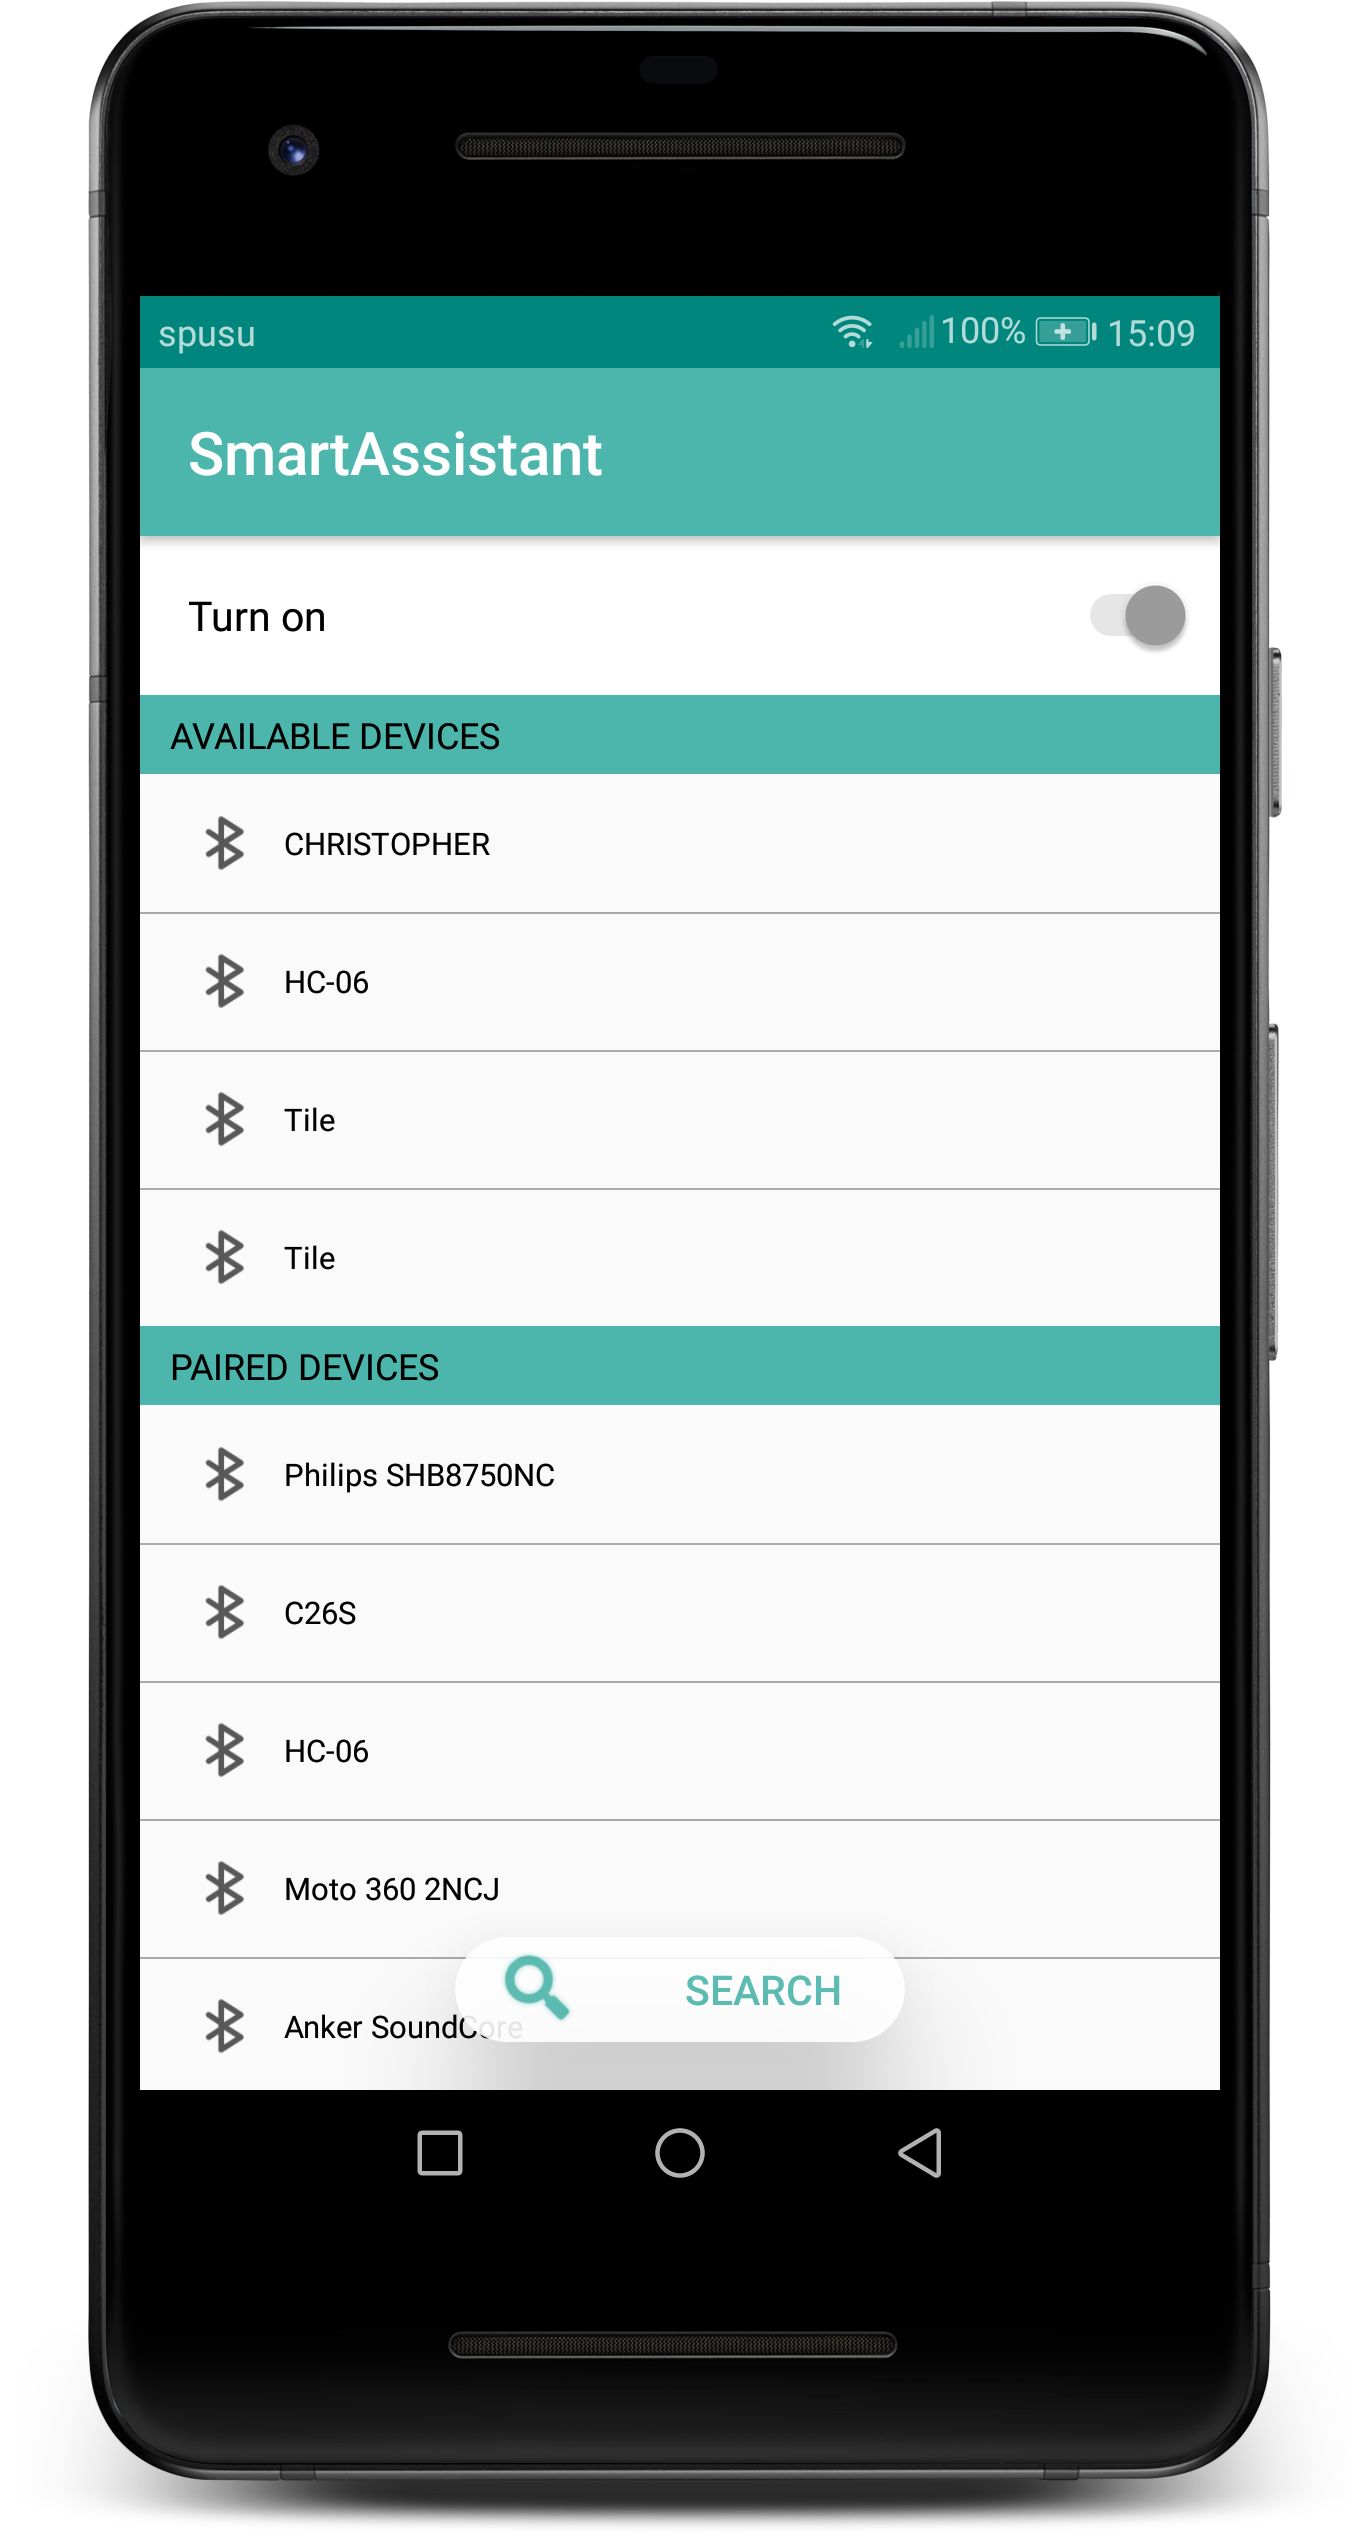 spusu 100% 15:09
SmartAssistant
Turn on
AVAILABLE DEVICES
CHRISTOPHER
HC-06
Tile
Tile
PAIRED DEVICES
Philips SHB8750NC
C26S
HC-06
Moto 360 2NCJ
SEARCH
Anker SoundCore